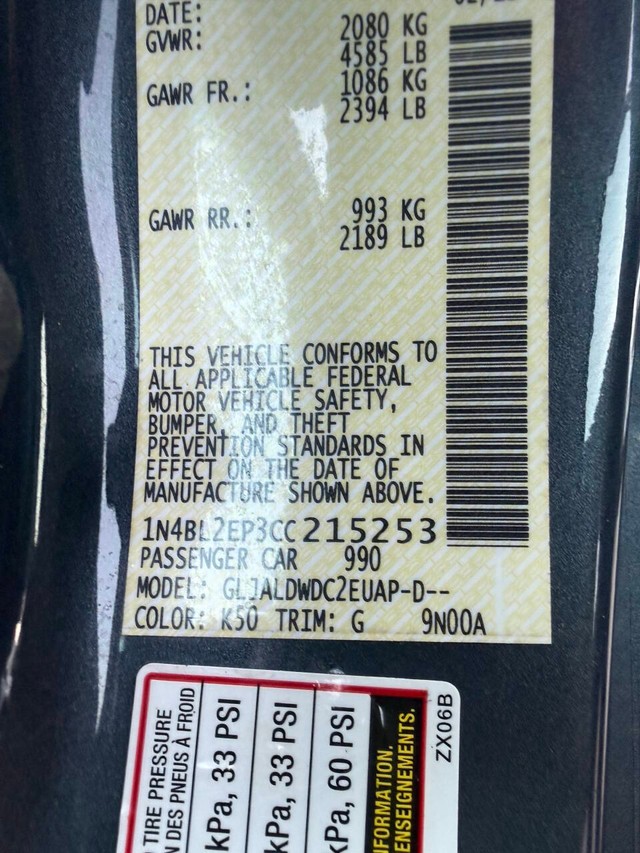 DATE:
GVWR: 2080 KG
4585 LB
GAWR FR.: 1086 KG
2394 LB
GAWR RR.: 993 KG
2189 LB
THIS VEHICLE CONFORMS TO
ALL APPLICABLE FEDERAL
MOTOR VEHICLE SAFETY,
BUMPER, AND THEFT
PREVENTION STANDARDS IN
EFFECT ON THE DATE OF
MANUFACTURE SHOWN ABOVE.
1N4BL2EP3CC215253
PASSENGER CAR 990
MODEL: GLJALDWDC2EUAP-D--
COLOR: K50 TRIM: G 9N00A
TIRE PRESSURE
DES PNEUS À FROID
kPa, 33 PSI
kPa, 33 PSI
kPa, 60 PSI
FORMATION.
ENSEIGNEMENTS.
ZX06B